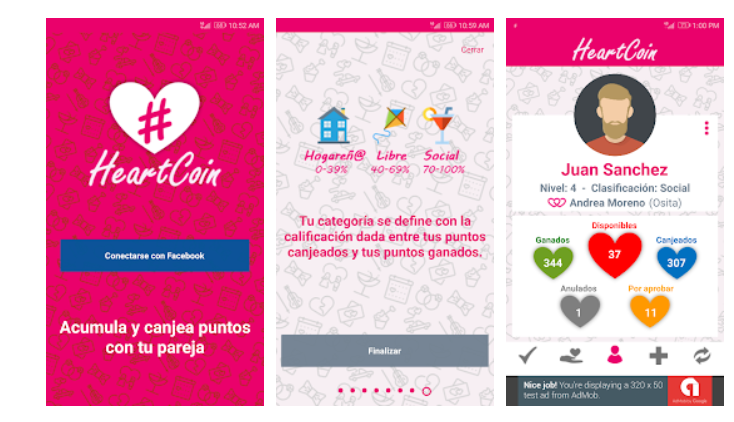 10:52 AM
#
HeartCoin
Conectarse con Facebook
Acumula y canjea puntos
con tu pareja
10:59 AM
Cerrar
Hogareñ@ Libre Social
0-39% 40-69% 70-100%
Tu categoría se define con la
calificación dada entre tus puntos
canjeados y tus puntos ganados.
Finalizar
1:00 PM
HeartCoin
Juan Sanchez
Nivel: 4 - Clasificación: Social
Andrea Moreno (Osita)
Disponibles
Ganados
Canjeados
344
37
307
Anulados
Por aprobar
1
11
Nice job! You're displaying a 320 x 50
test ad from AdMob.